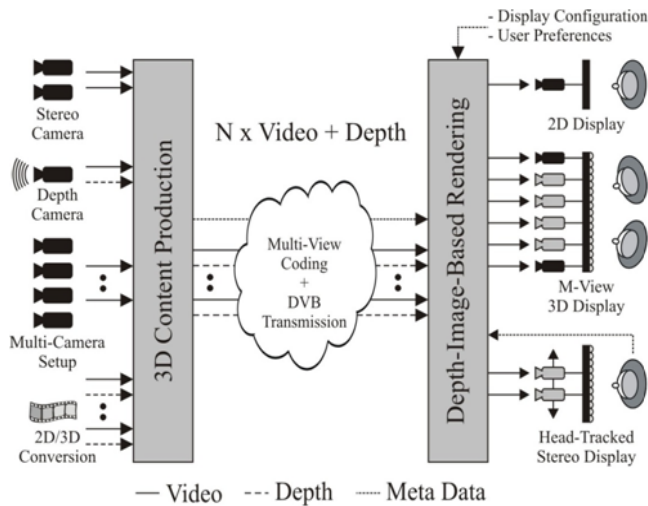 - Display Configuration
- User Preferences
Stereo
Camera
Depth
Camera
Multi-Camera
Setup
2D/3D
Conversion
3D Content Production
N x Video + Depth
Multi-View
Coding
+
DVB
Transmission
Depth-Image-Based Rendering
2D Display
M-View
3D Display
Head-Tracked
Stereo Display
Video
Depth
Meta Data